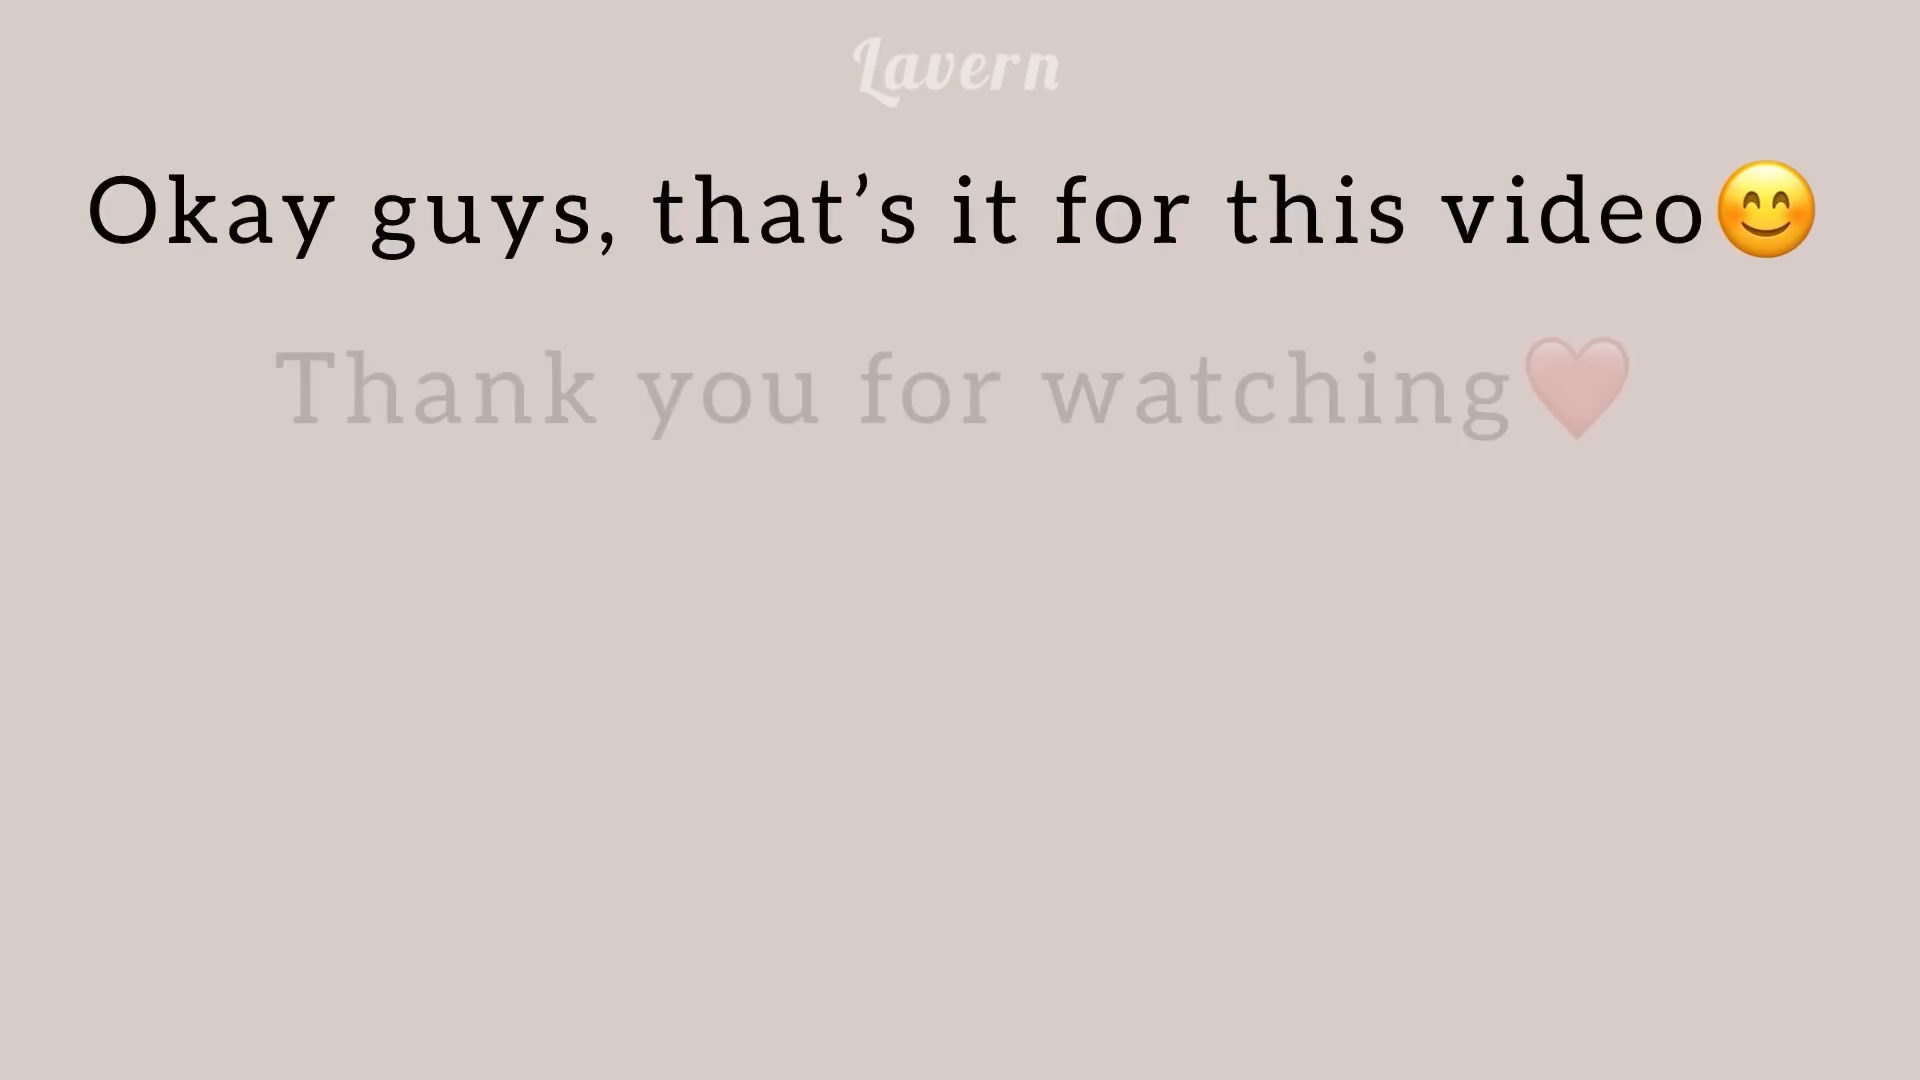 Lavern
Okay guys, that’s it for this video😊
Thank you for watching❤️